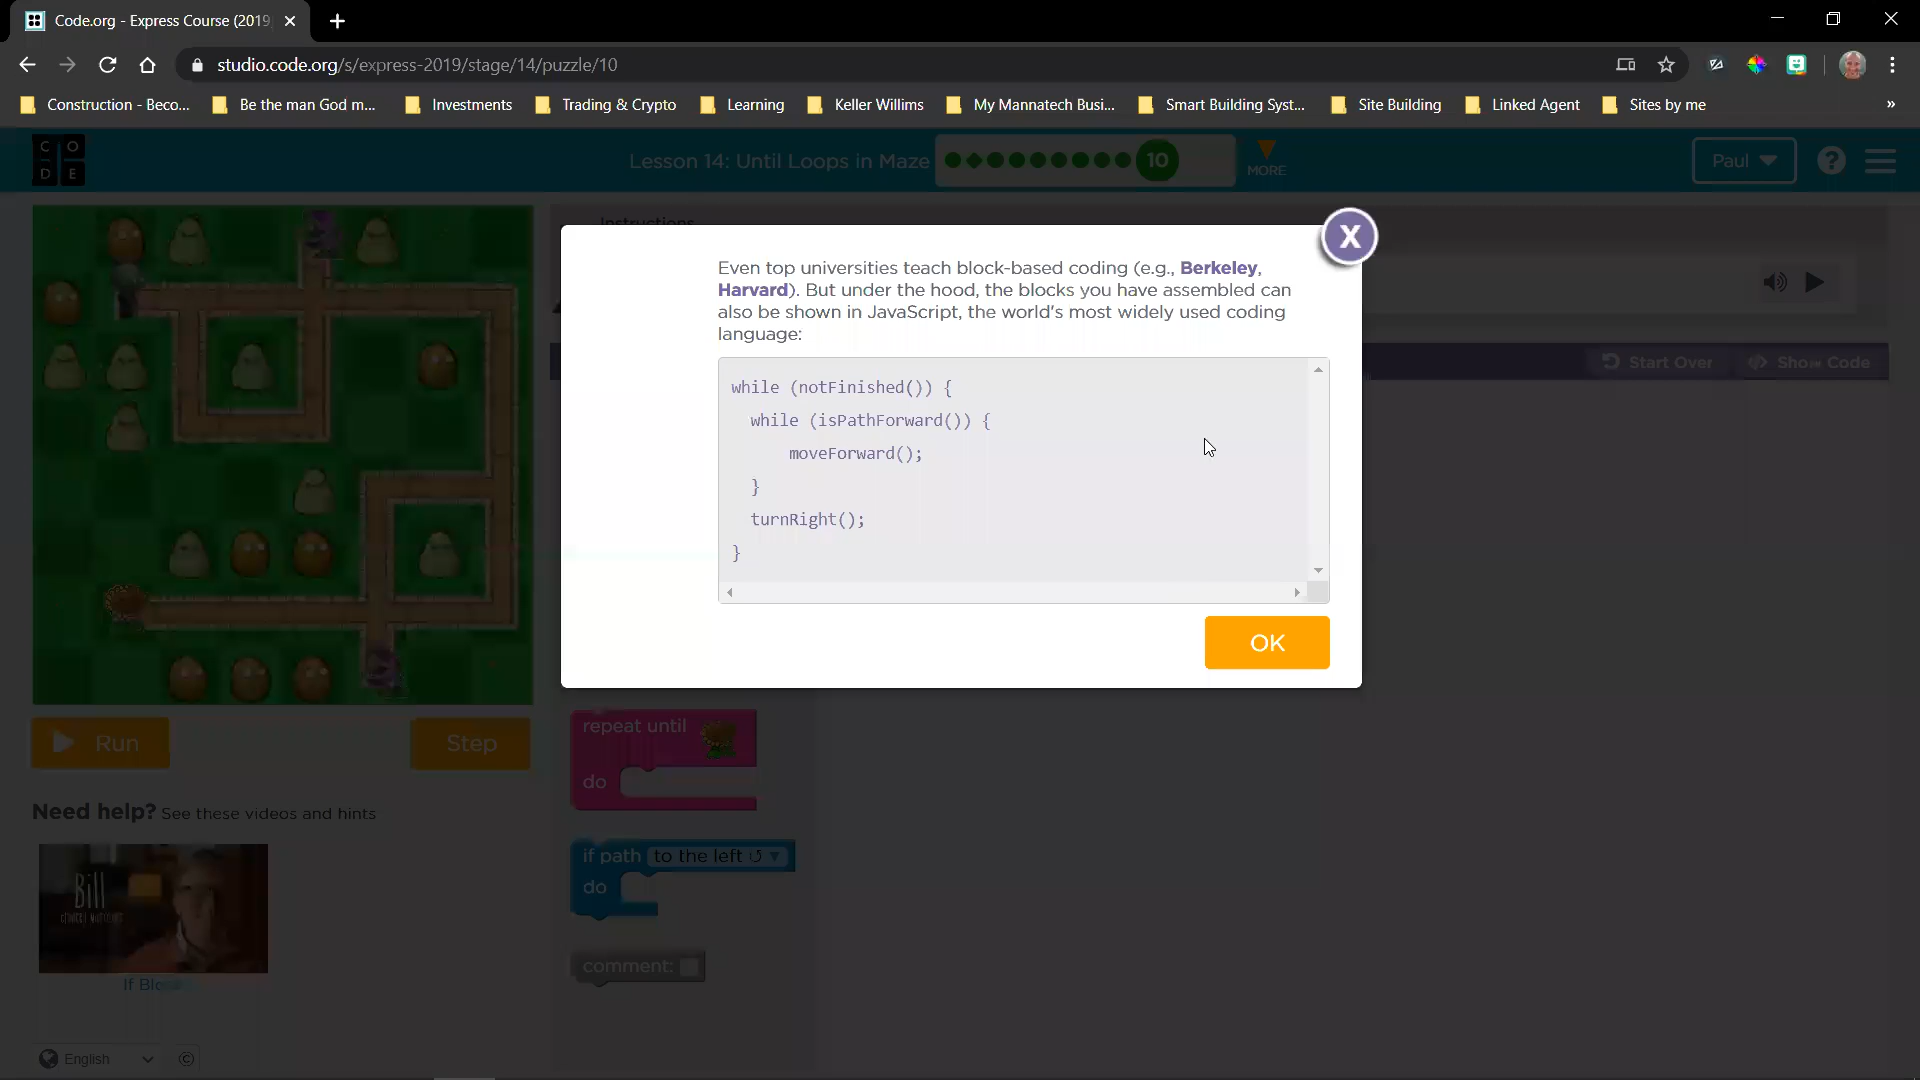 Code.org - Express Course (2019
studio.code.org/s/express-2019/stage/14/puzzle/10
Construction - Beco...
Be the man God m...
Investments
Trading & Crypto
Learning
Keller Willims
My Mannatech Busi...
Smart Building Syst...
Site Building
Linked Agent
Sites by me
»
C O
D E
Lesson 14: Until Loops in Maze
10
MORE
Paul
?
Instructions
X
Even top universities teach block-based coding (e.g., Berkeley,
Harvard). But under the hood, the blocks you have assembled can
also be shown in JavaScript, the world's most widely used coding
language:
while (notFinished()) {
while (isPathForward()) {
moveForward();
}
turnRight();
}
OK
Start Over
Show Code
Run
Step
repeat until
do
if path to the left ↺
do
comment:
Need help? See these videos and hints
Bill
If Bloc
English
©